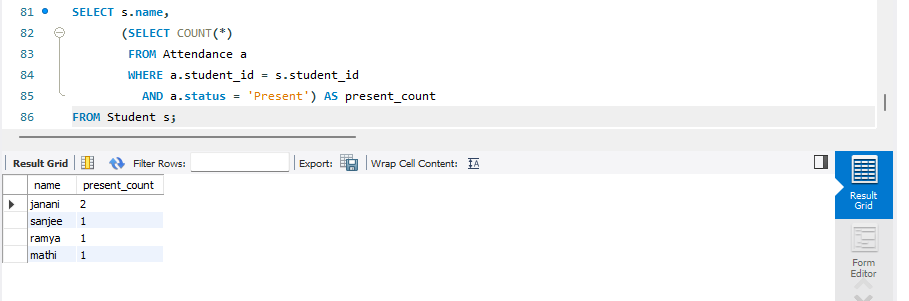 81 SELECT s.name,
82 (SELECT COUNT(*)
83 FROM Attendance a
84 WHERE a.student_id = s.student_id
85 AND a.status = 'Present') AS present_count
86 FROM Student s;
Result Grid Filter Rows: Export: Wrap Cell Content: IA
name present_count
janani 2
sanjee 1
ramya 1
mathi 1
Result
Grid
Form
Editor